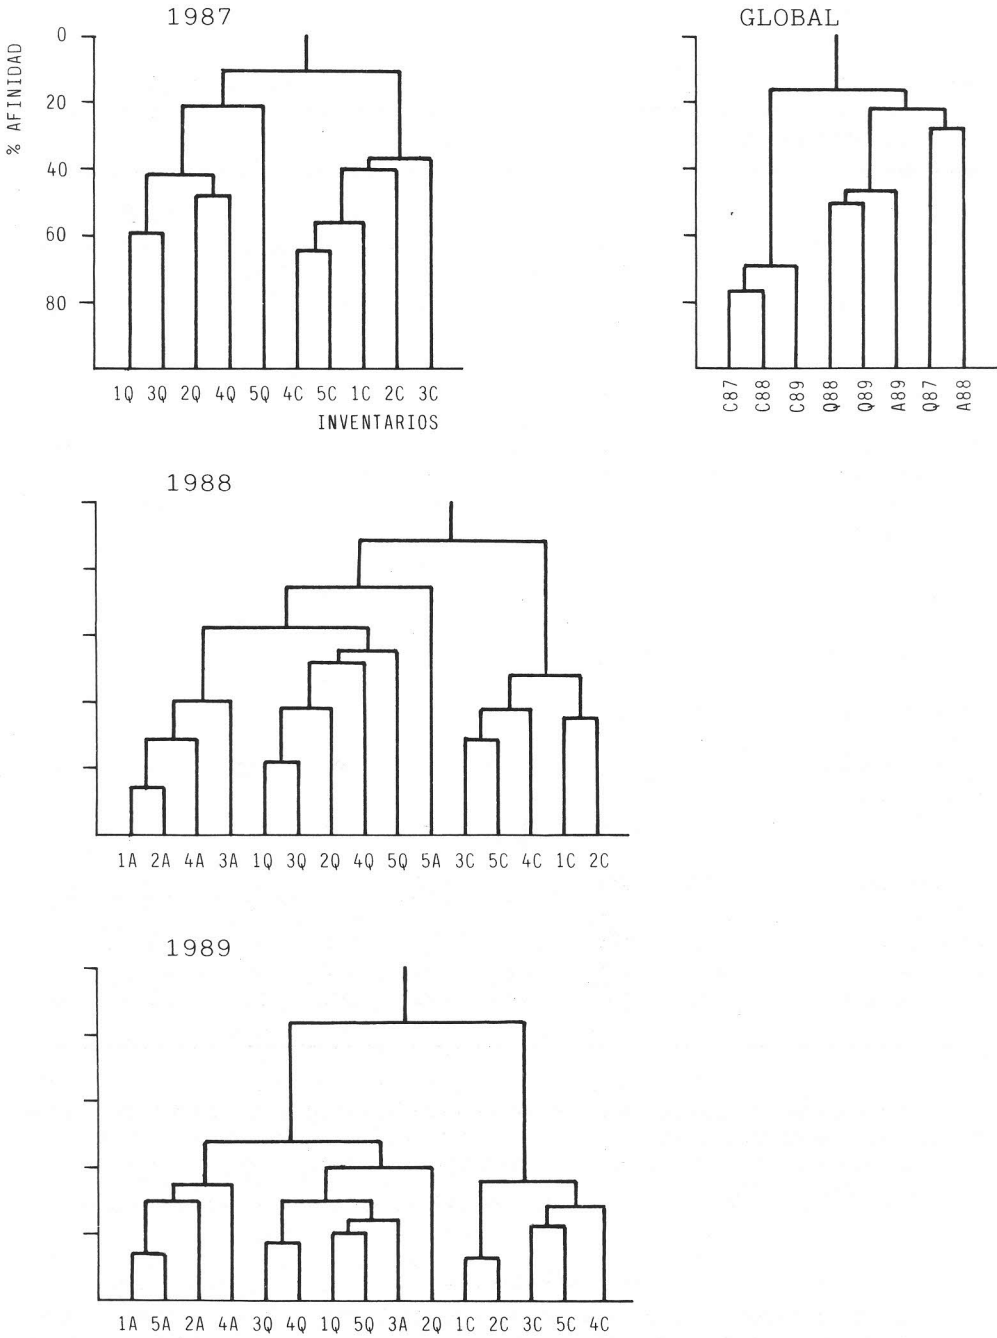 1987
GLOBAL
% AFINIDAD
0
20
40
60
80
1Q 3Q 2Q 4Q 5Q 4C 5C 1C 2C 3C
INVENTARIOS
C87 C88 C89 Q88 Q89 A89 Q87 A88
1988
1A 2A 4A 3A 1Q 3Q 2Q 4Q 5Q 5A 3C 5C 4C 1C 2C
1989
1A 5A 2A 4A 3Q 4Q 1Q 5Q 3A 2Q 1C 2C 3C 5C 4C